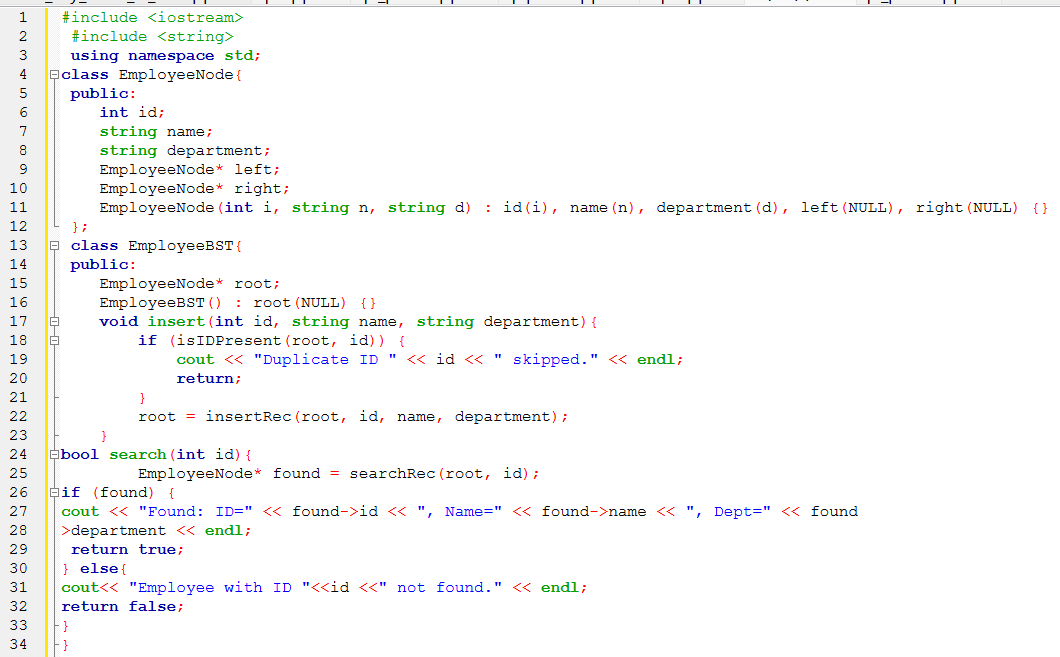 1 #include <iostream>
2 #include <string>
3 using namespace std;
4 class EmployeeNode{
5 public:
6 int id;
7 string name;
8 string department;
9 EmployeeNode* left;
10 EmployeeNode* right;
11 EmployeeNode(int i, string n, string d) : id(i), name(n), department(d), left(NULL), right(NULL) {}
12 };
13 class EmployeeBST{
14 public:
15 EmployeeNode* root;
16 EmployeeBST() : root(NULL) {}
17 void insert(int id, string name, string department){
18 if (isIDPresent(root, id)) {
19 cout << "Duplicate ID " << id << " skipped." << endl;
20 return;
21 }
22 root = insertRec(root, id, name, department);
23 }
24 bool search(int id){
25 EmployeeNode* found = searchRec(root, id);
26 if (found) {
27 cout << "Found: ID=" << found->id << ", Name=" << found->name << ", Dept=" << found
28 >department << endl;
29 return true;
30 } else{
31 cout<< "Employee with ID "<<id <<" not found." << endl;
32 return false;
33 }
34 }